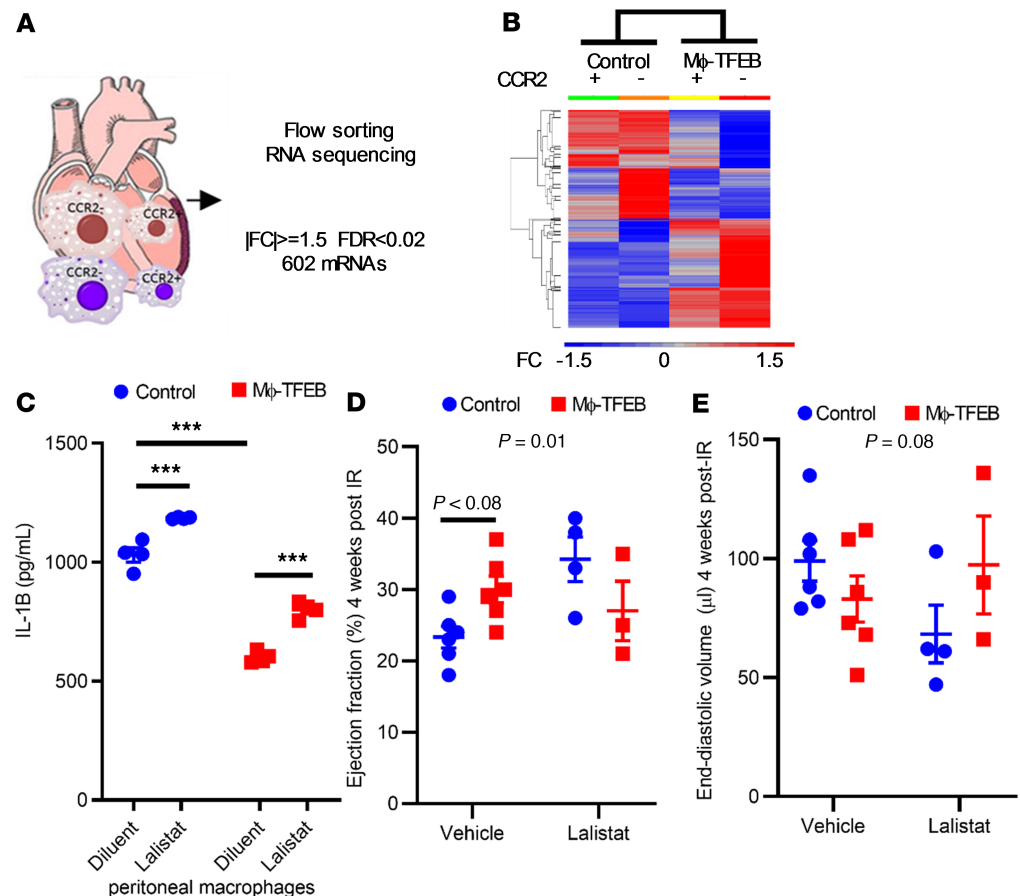 A
CCR2-
CCR2+
CCR2-
CCR2+
Flow sorting
RNA sequencing
|FC|>=1.5 FDR<0.02
602 mRNAs
B
Control Mϕ-TFEB
CCR2 + - + -
FC -1.5 0 1.5
C
Control Mϕ-TFEB
***
***
***
IL-1B (pg/mL)
1500
1000
500
0
Diluent
Lalistat
Diluent
Lalistat
peritoneal macrophages
D
Control Mϕ-TFEB
P = 0.01
P < 0.08
Ejection fraction (%) 4 weeks post IR
50
40
30
20
10
0
Vehicle Lalistat
E
Control Mϕ-TFEB
P = 0.08
End-diastolic volume (µl) 4 weeks post-IR
150
100
50
0
Vehicle Lalistat